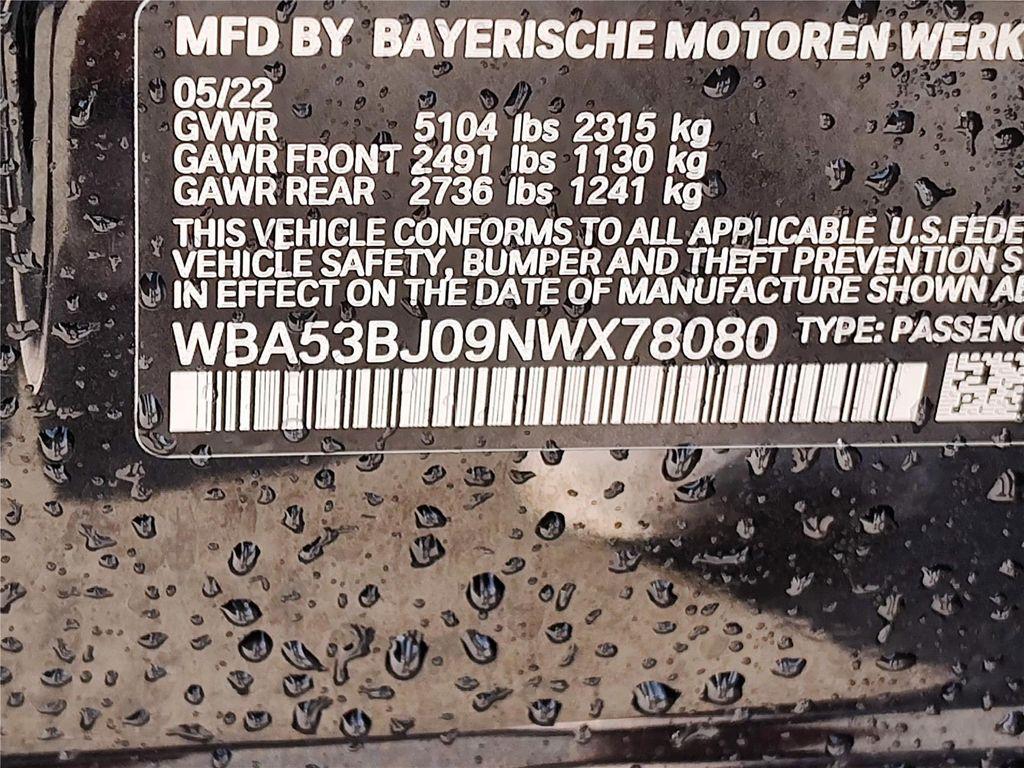 MFD BY BAYERISCHE MOTOREN WERK
05/22
GVWR 5104 lbs 2315 kg
GAWR FRONT 2491 lbs 1130 kg
GAWR REAR 2736 lbs 1241 kg
THIS VEHICLE CONFORMS TO ALL APPLICABLE U.S.FEDE
VEHICLE SAFETY, BUMPER AND THEFT PREVENTION S
IN EFFECT ON THE DATE OF MANUFACTURE SHOWN AB
WBA53BJ09NWX78080 TYPE: PASSENG